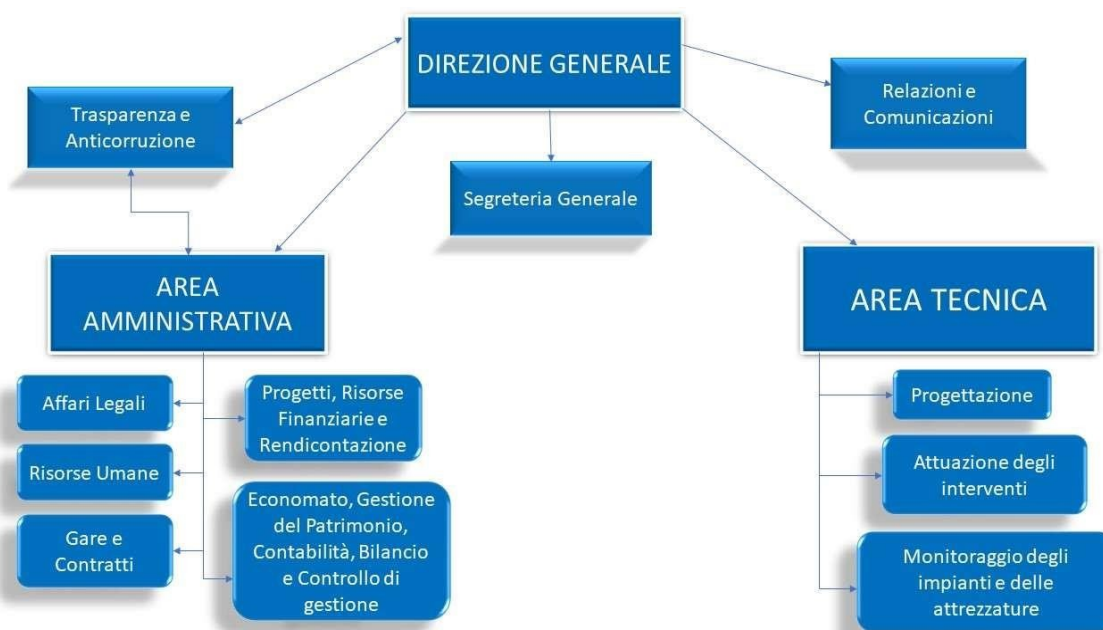 DIREZIONE GENERALE
Trasparenza e
Anticorruzione
Relazioni e
Comunicazioni
Segreteria Generale
AREA
AMMINISTRATIVA
AREA TECNICA
Affari Legali
Progetti, Risorse
Finanziarie e
Rendicontazione
Risorse Umane
Economato, Gestione
del Patrimonio,
Contabilità, Bilancio
e Controllo di
gestione
Gare e
Contratti
Progettazione
Attuazione degli
interventi
Monitoraggio degli
impianti e delle
attrezzature